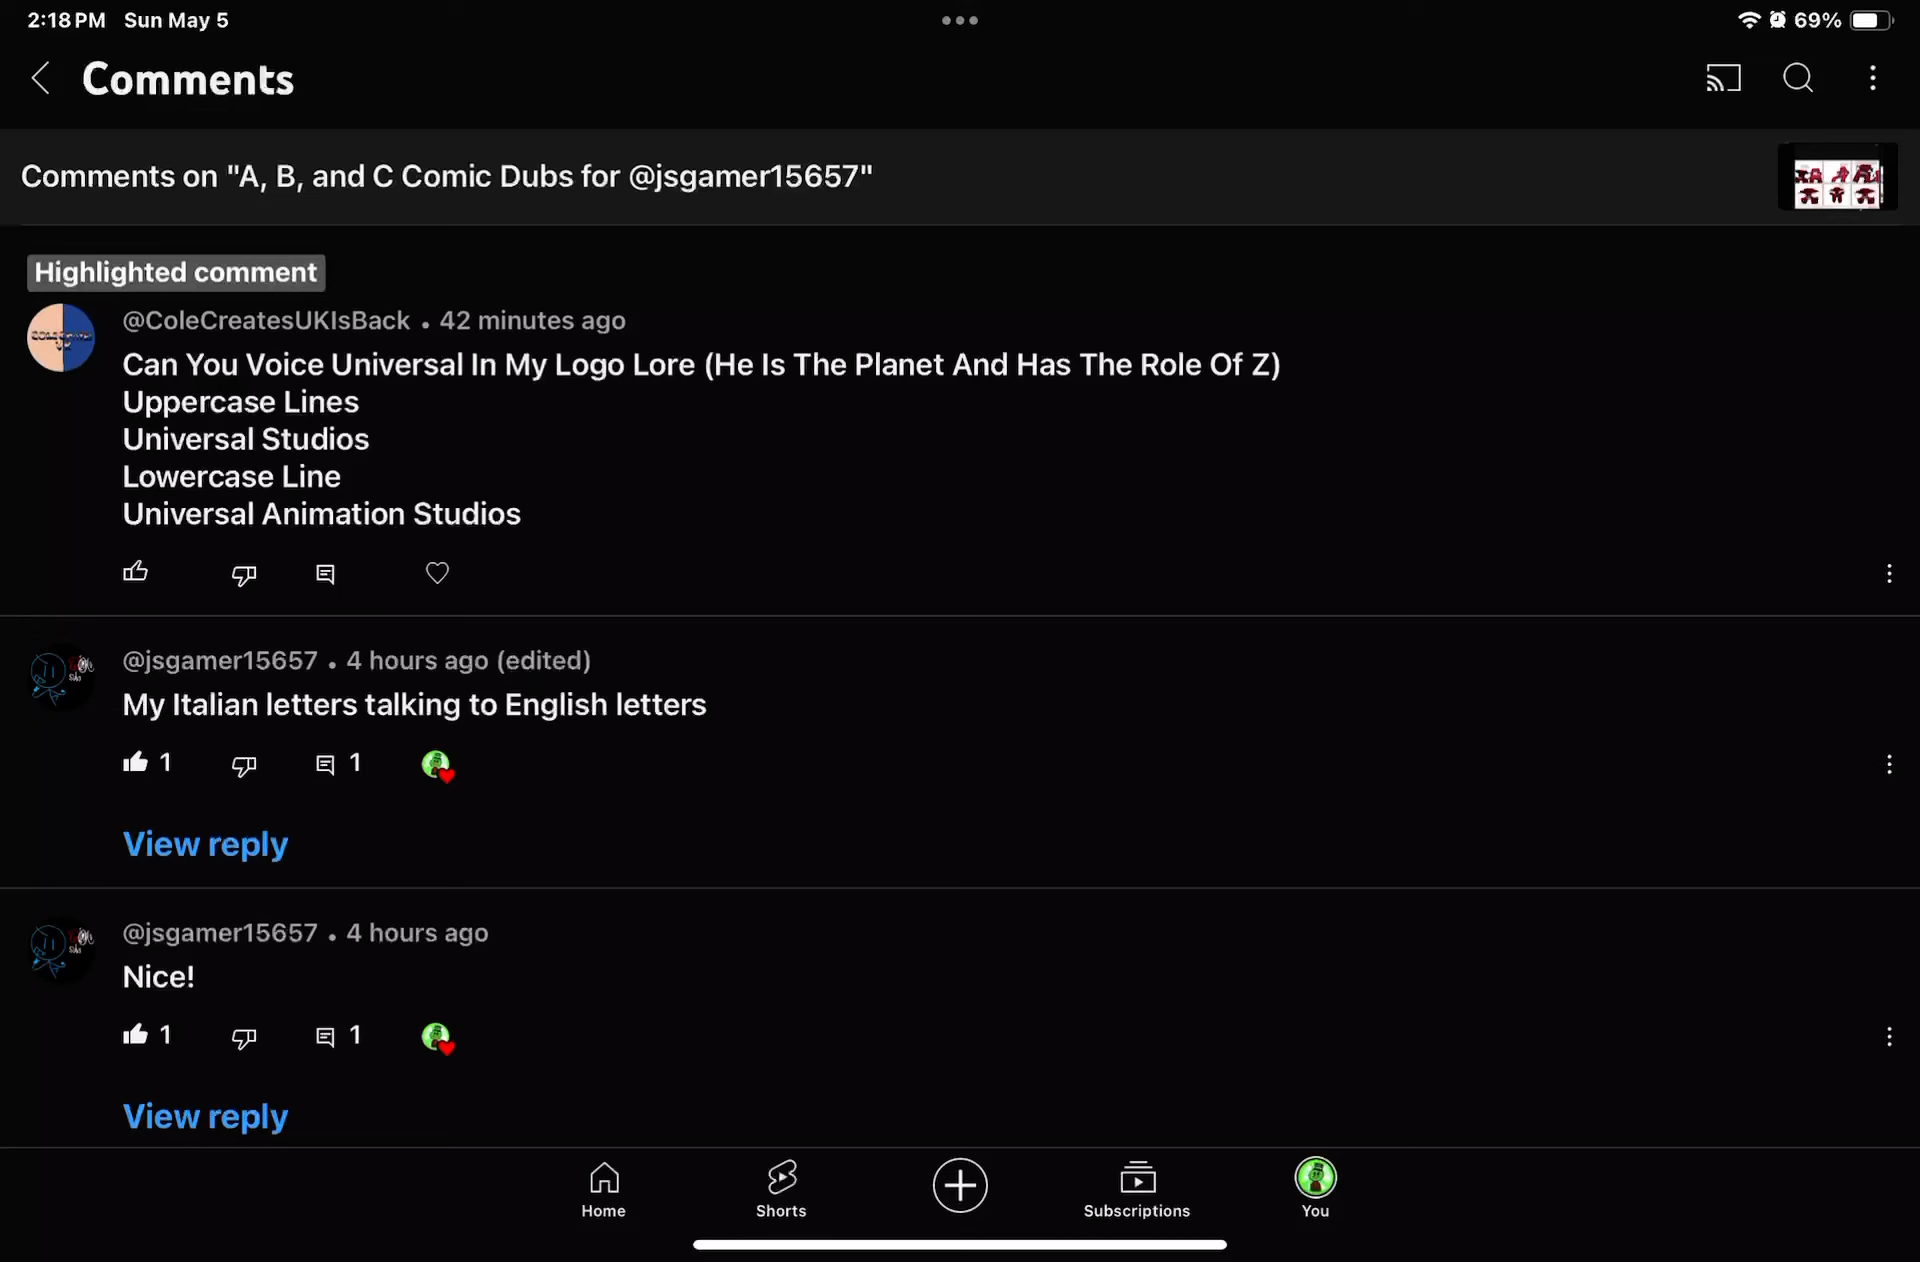 2:18 PM Sun May 5
69%
Comments
Comments on "A, B, and C Comic Dubs for @jsgamer15657"
Highlighted comment
@ColeCreatesUKIsBack • 42 minutes ago
Can You Voice Universal In My Logo Lore (He Is The Planet And Has The Role Of Z)
Uppercase Lines
Universal Studios
Lowercase Line
Universal Animation Studios
@jsgamer15657 • 4 hours ago (edited)
My Italian letters talking to English letters
1 1
View reply
@jsgamer15657 • 4 hours ago
Nice!
1 1
View reply
Home Shorts Subscriptions You